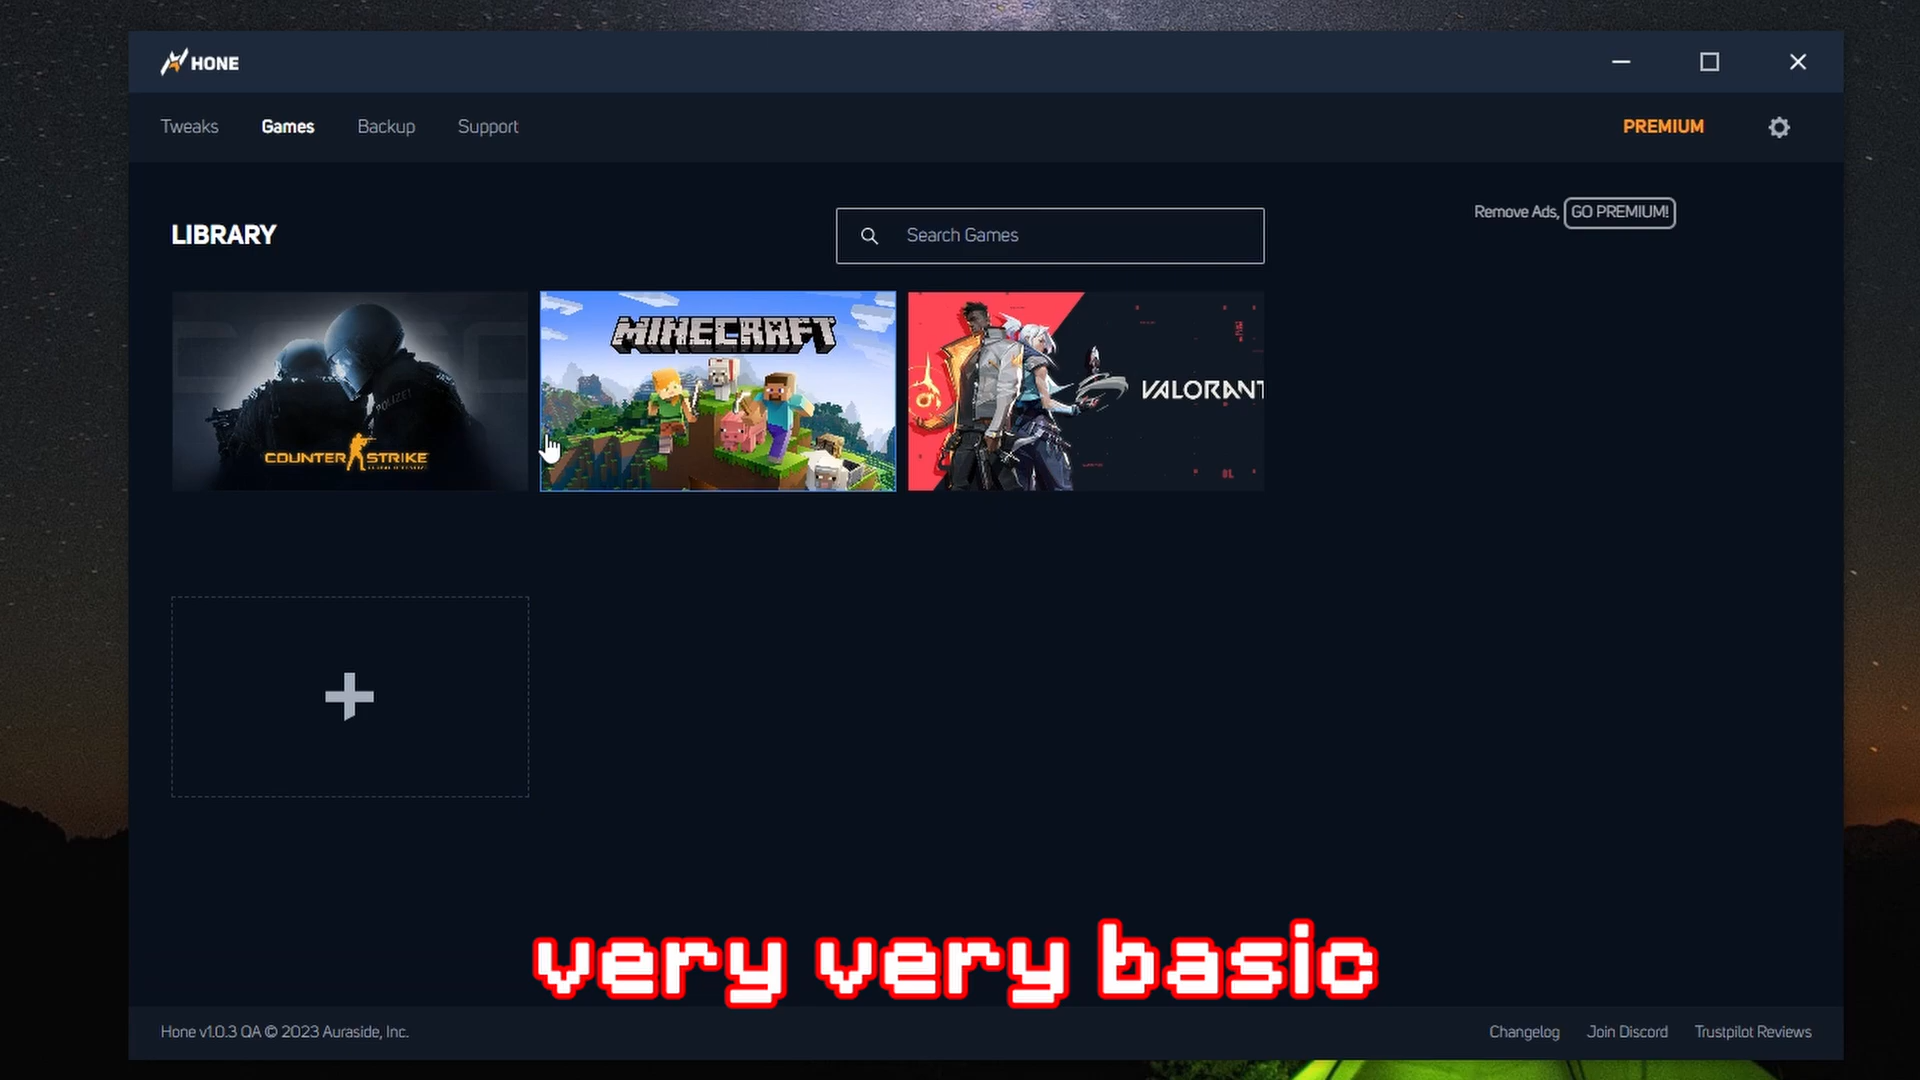 HONE
Tweaks Games Backup Support PREMIUM
Remove Ads, GO PREMIUM!
LIBRARY
Search Games
POLIZEI
COUNTER STRIKE
MINECRAFT
VALORANT
very very basic
Hone v1.0.3 QA © 2023 Auraside, Inc.
Changelog Join Discord Trustpilot Reviews